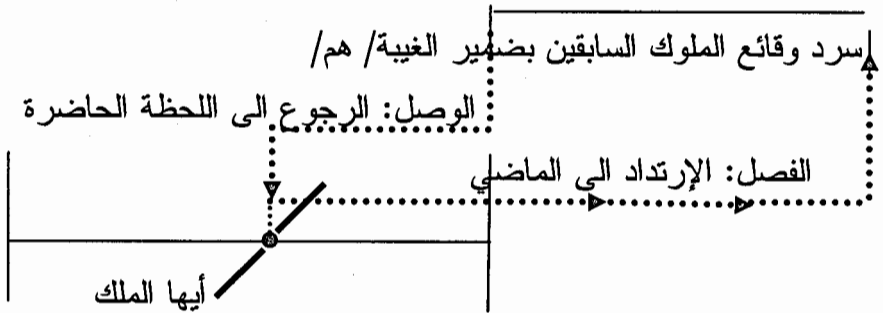 سرد وقائع الملوك السابقين بضمير الغيبة/ هم/
الوصل: الرجوع الى اللحظة الحاضرة
الفصل: الإرتداد الى الماضي
أيها الملك